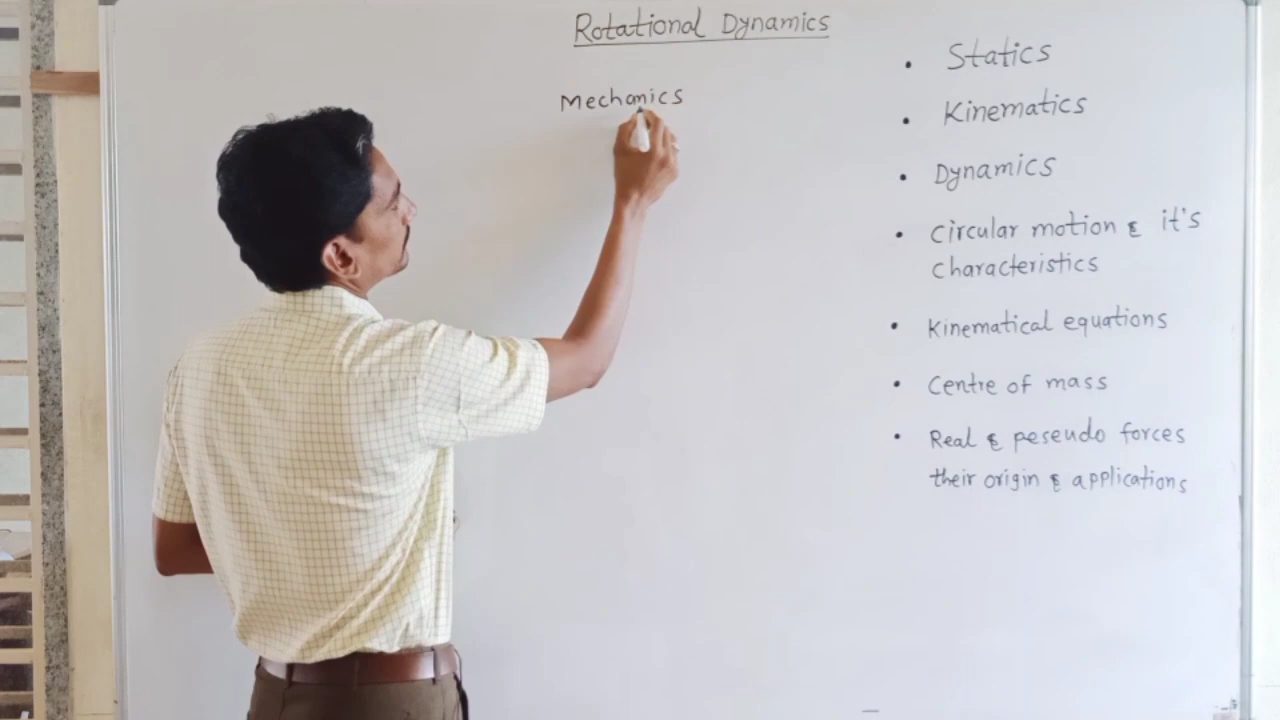 Rotational Dynamics
Mechanics
• Statics
• Kinematics
• Dynamics
• Circular motion & it's
characteristics
• Kinematical equations
• Centre of mass
• Real & peseudo forces
their origin & applications